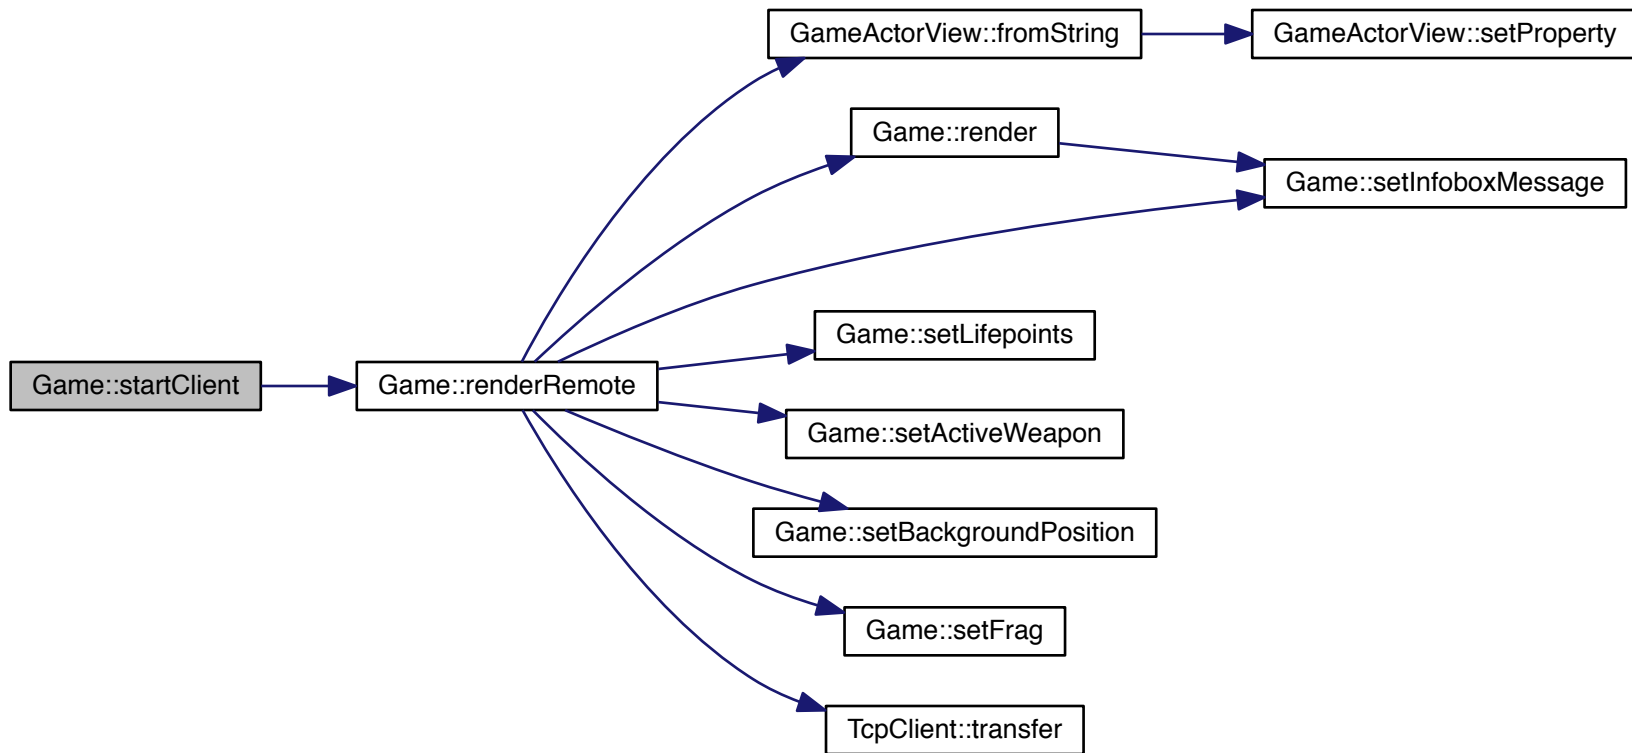 GameActorView::fromString
GameActorView::setProperty
Game::render
Game::setInfoboxMessage
Game::setLifepoints
Game::startClient
Game::renderRemote
Game::setActiveWeapon
Game::setBackgroundPosition
Game::setFrag
TcpClient::transfer